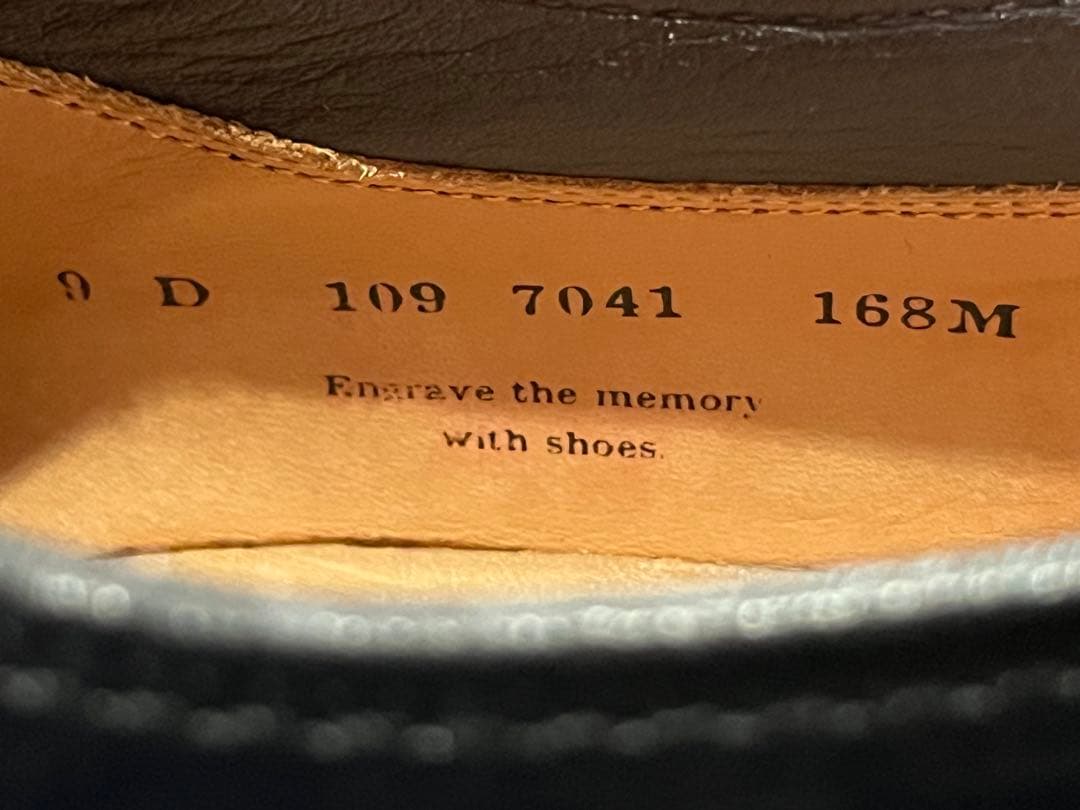 9 D 109 7041 168M
Engrave the memory
with shoes.